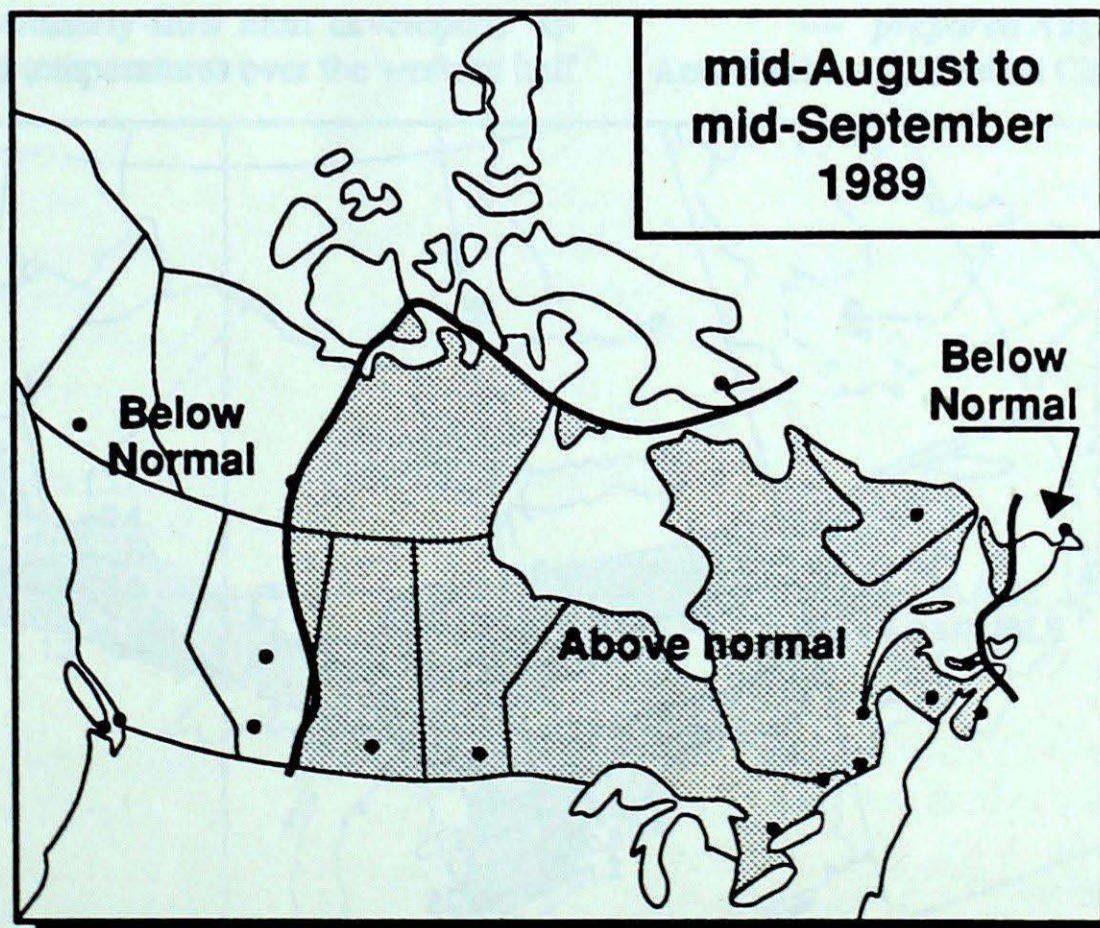 mid-August to
mid-September
1989
Below
Normal
Below
Normal
Above normal